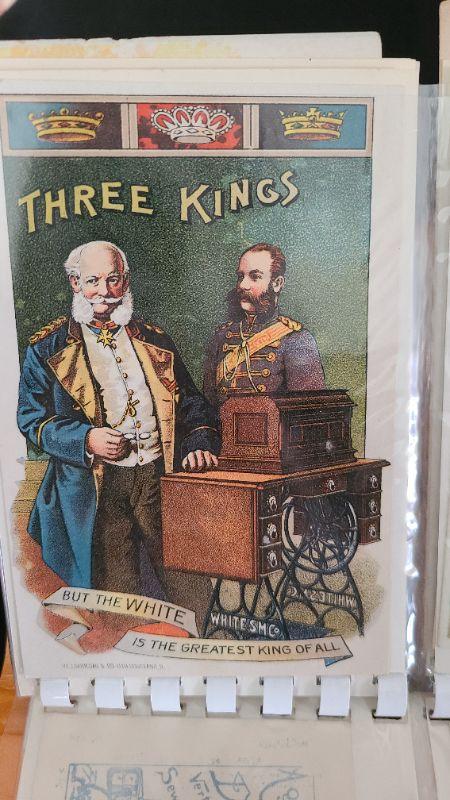 THREE KINGS
BUT THE WHITE
WHITE S.M.CO.
IS THE GREATEST KING OF ALL